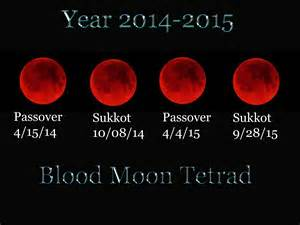 Year 2014-2015
Passover Sukkot Passover Sukkot
4/15/14 10/08/14 4/4/15 9/28/15
Blood Moon Tetrad